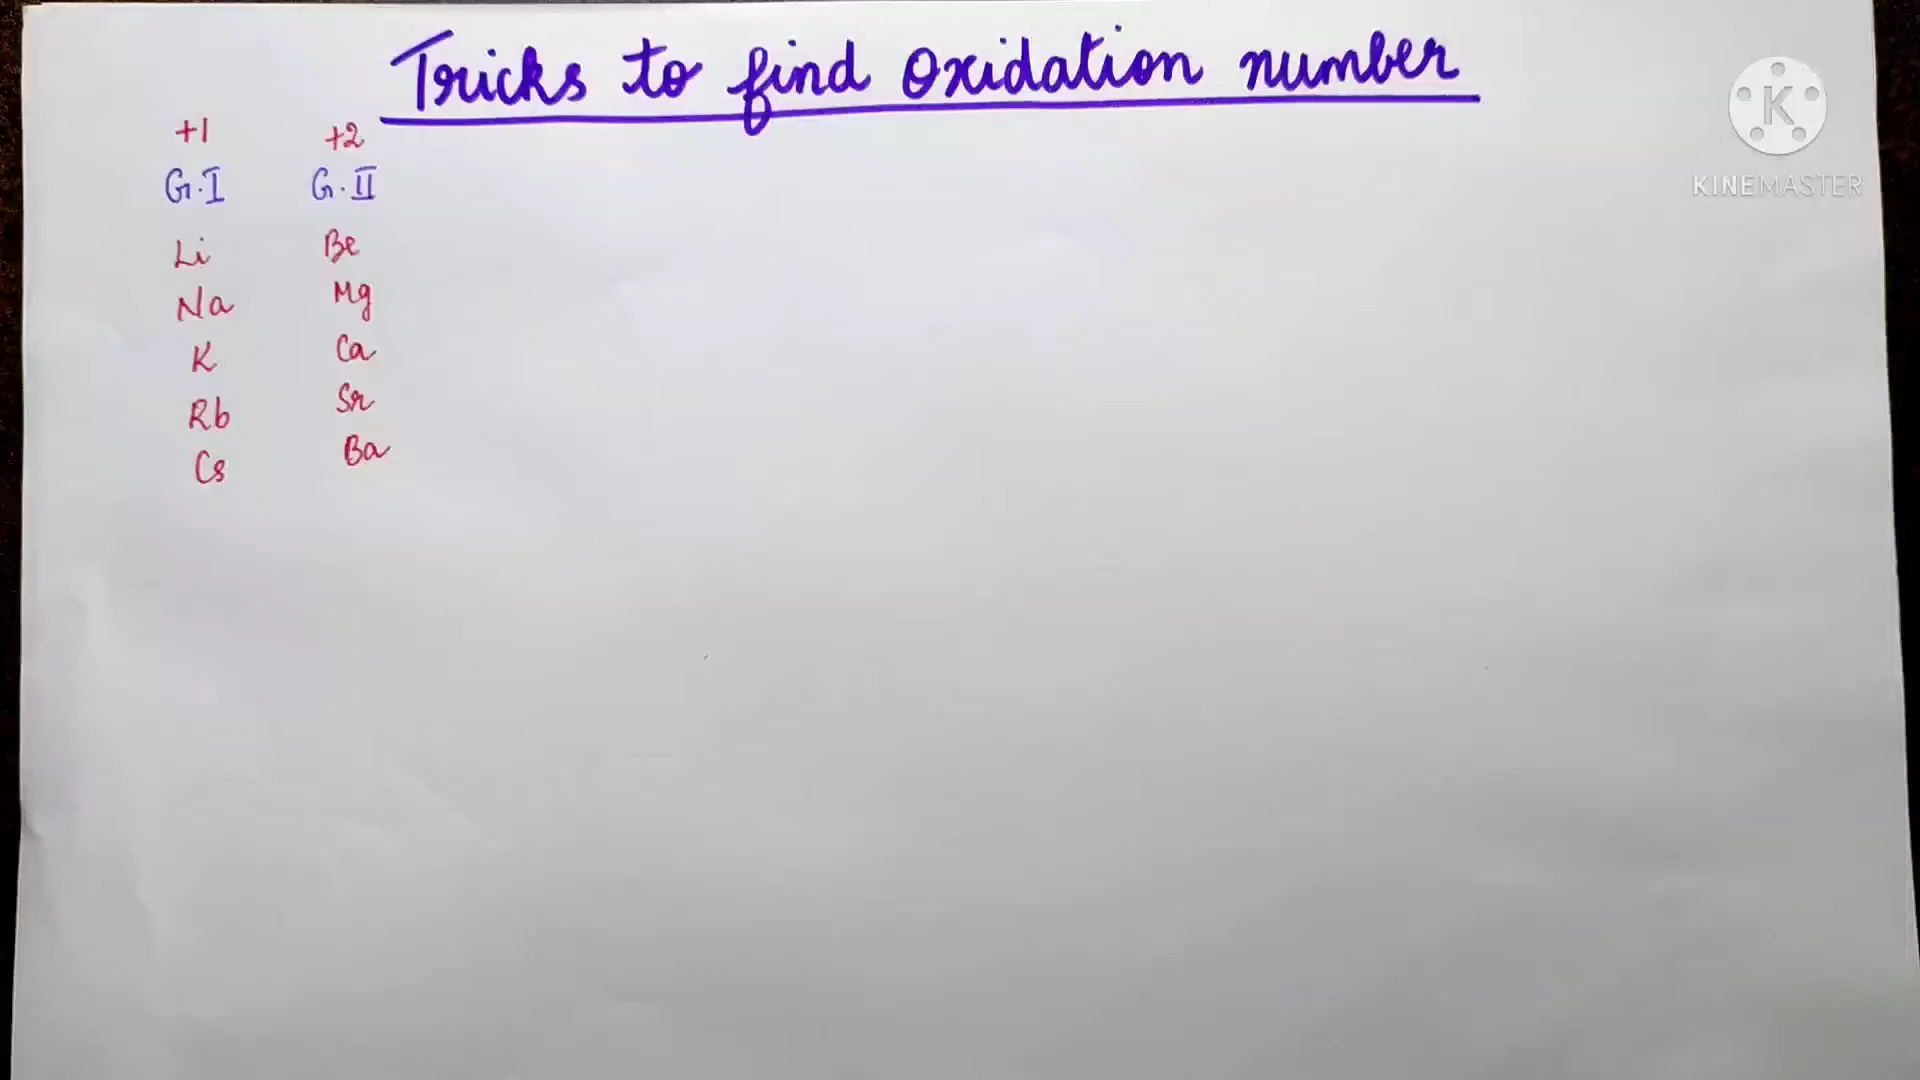 Tricks to find Oxidation number
+1 +2
G.I G.II
Li Be
Na Mg
K Ca
Rb Sr
Cs Ba
K
KINEMASTER